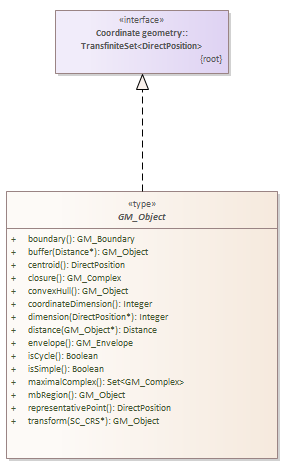 «interface»
Coordinate geometry::
TransfiniteSet<DirectPosition>
{root}
«type»
GM_Object
+ boundary(): GM_Boundary
+ buffer(Distance*): GM_Object
+ centroid(): DirectPosition
+ closure(): GM_Complex
+ convexHull(): GM_Object
+ coordinateDimension(): Integer
+ dimension(DirectPosition*): Integer
+ distance(GM_Object*): Distance
+ envelope(): GM_Envelope
+ isCycle(): Boolean
+ isSimple(): Boolean
+ maximalComplex(): Set<GM_Complex>
+ mbRegion(): GM_Object
+ representativePoint(): DirectPosition
+ transform(SC_CRS*): GM_Object